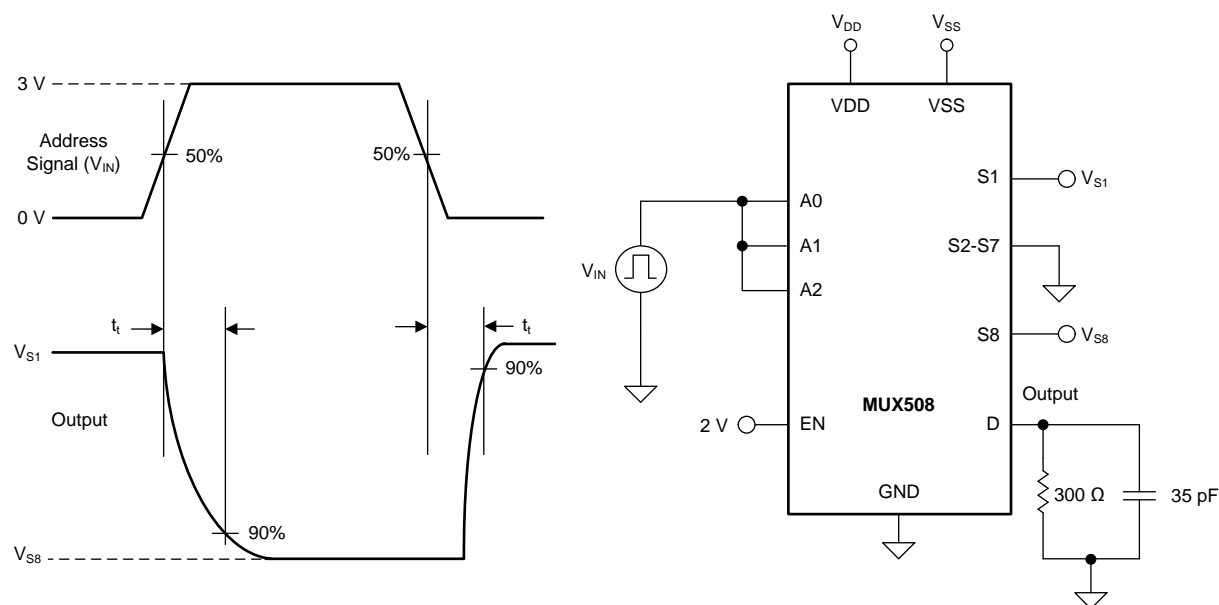 3 V
Address
Signal (VIN)
50%
50%
0 V
tt
tt
VS1
90%
Output
90%
VS8
VDD
VSS
VDD
VSS
S1
VS1
A0
A1
S2-S7
VIN
A2
S8
VS8
MUX508
Output
2 V
EN
D
GND
300 Ω
35 pF